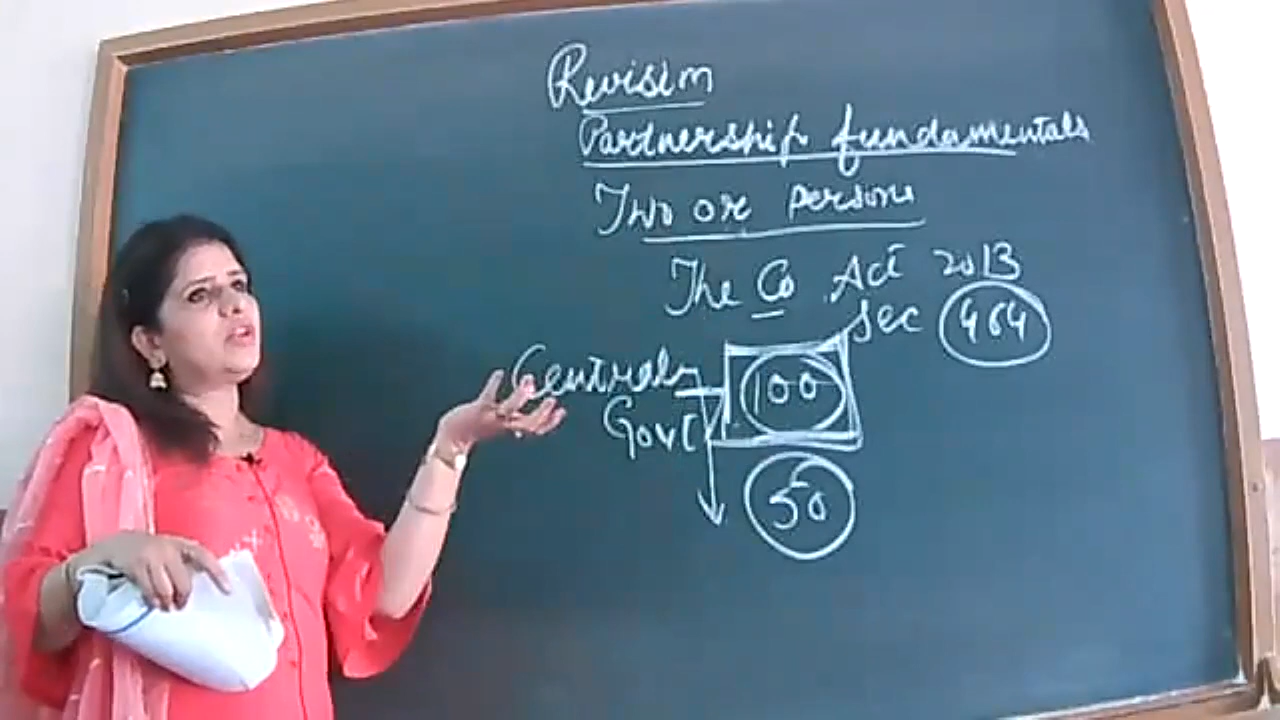 Revision
Partnership fundamentals
Two or persons
The Co Act 2013
Sec 464
Central 100
Govt
50